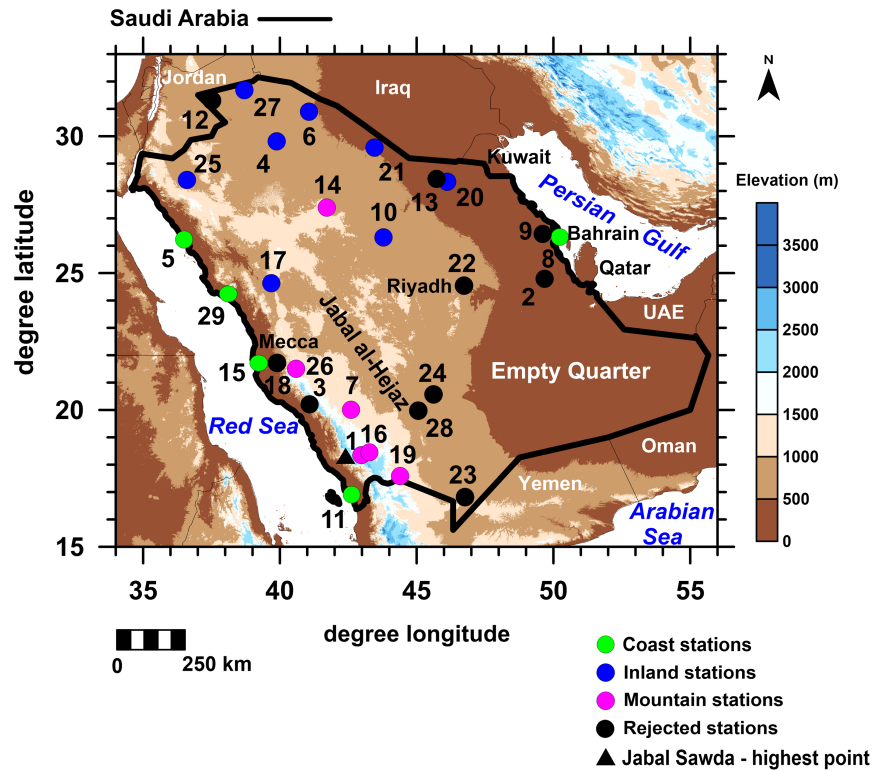 Saudi Arabia
Jordan
Iraq
N
12
27
6
30
4
21
Kuwait
25
13
20
Elevation (m)
14
Persian
Gulf
10
9
Bahrain
3500
5
8
3000
25
17
22
Qatar
2500
Riyadh
2
2000
29
UAE
1500
Jabal al-Hejaz
Mecca
1000
15
18
26
3
7
24
Empty Quarter
500
20
28
0
Red Sea
1
16
19
Oman
23
Yemen
11
Arabian
Sea
15
degree latitude
35
40
45
50
55
degree longitude
0
250 km
Coast stations
Inland stations
Mountain stations
Rejected stations
Jabal Sawda - highest point